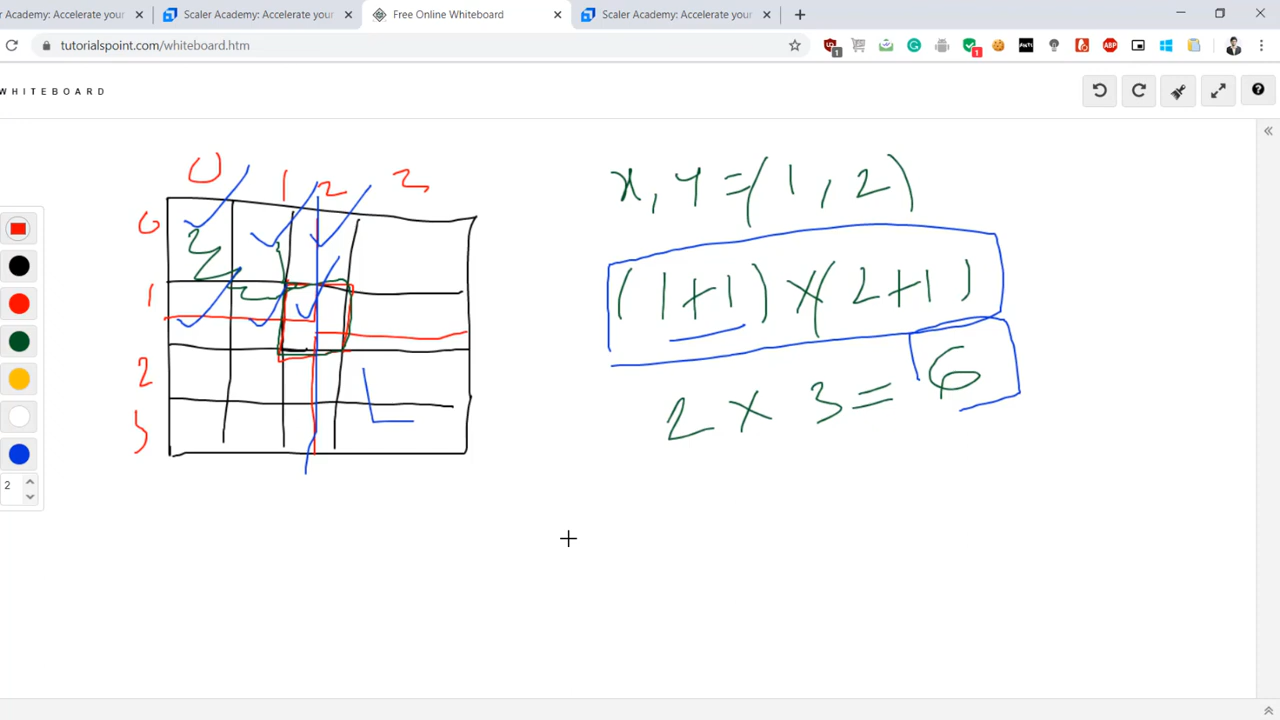 Scaler Academy: Accelerate your
Scaler Academy: Accelerate your
Free Online Whiteboard
Scaler Academy: Accelerate your
tutorialspoint.com/whiteboard.htm
WHITEBOARD
0 1 2 3
0
1
2
3
x, y = (1, 2)
(1+1) × (2+1)
2 × 3 = 6
2